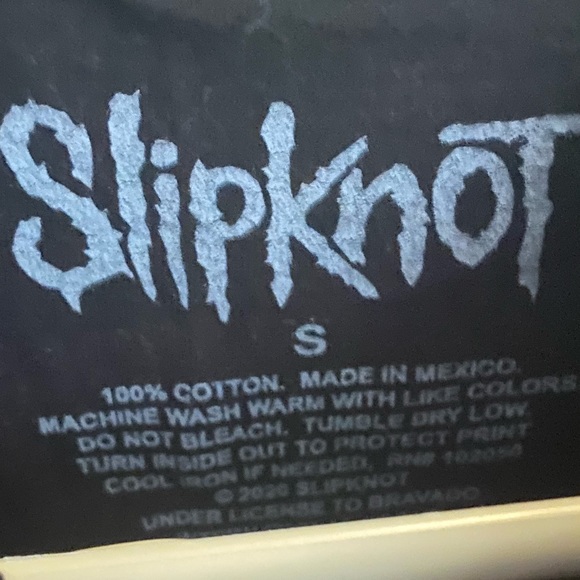 SlipknoT
S
100% COTTON. MADE IN MEXICO.
MACHINE WASH WARM WITH LIKE COLORS
DO NOT BLEACH. TUMBLE DRY LOW.
TURN INSIDE OUT TO PROTECT PRINT
COOL IRON IF NEEDED. RN#
© 2020 SLIPKNOT
UNDER LICENSE TO BRAVADO